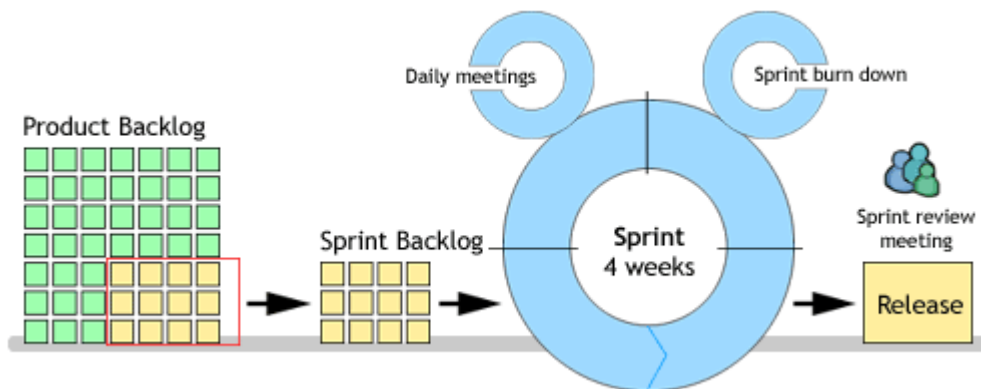 Daily meetings
Sprint burn down
Product Backlog
Sprint Backlog
Sprint
4 weeks
Sprint review
meeting
Release